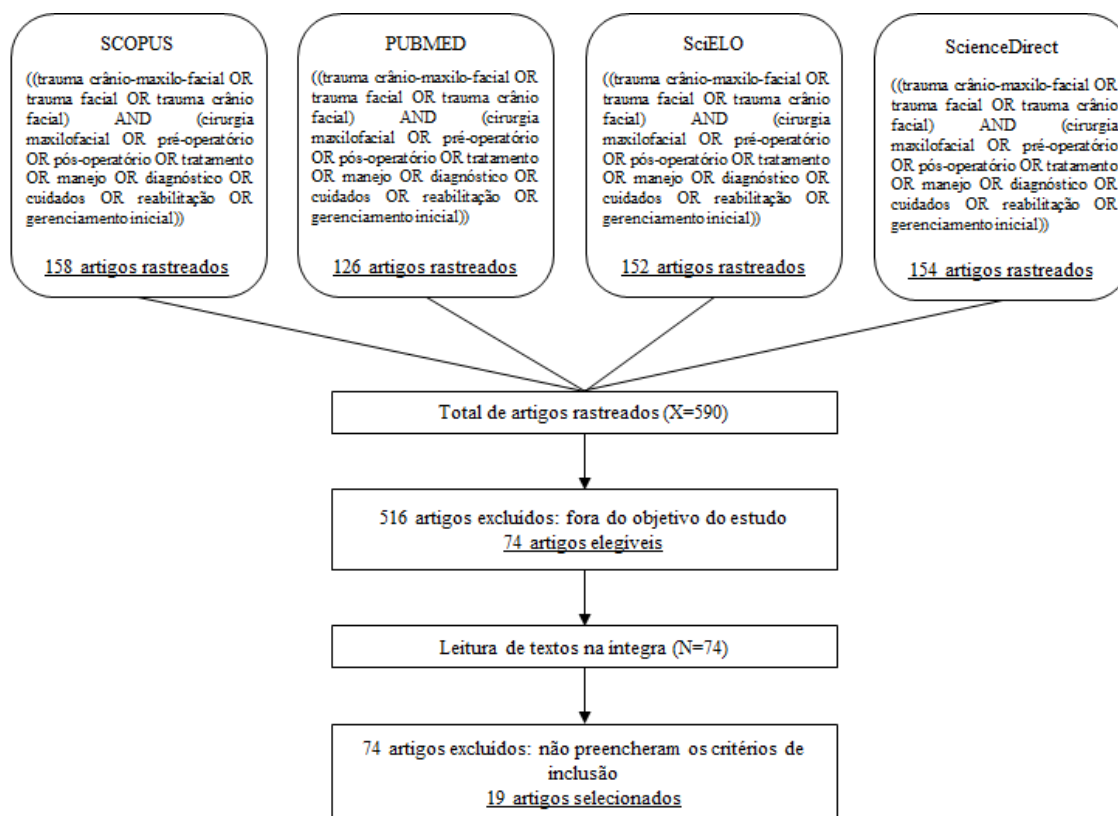 SCOPUS
((trauma crânio-maxilo-facial OR
trauma facial OR trauma crânio
facial) AND (cirurgia
maxilofacial OR pré-operatório
OR pós-operatório OR tratamento
OR manejo OR diagnóstico OR
cuidados OR reabilitação OR
gerenciamento inicial))
158 artigos rastreados
PUBMED
((trauma crânio-maxilo-facial OR
trauma facial OR trauma crânio
facial) AND (cirurgia
maxilofacial OR pré-operatório
OR pós-operatório OR tratamento
OR manejo OR diagnóstico OR
cuidados OR reabilitação OR
gerenciamento inicial))
126 artigos rastreados
SciELO
((trauma crânio-maxilo-facial OR
trauma facial OR trauma crânio
facial) AND (cirurgia
maxilofacial OR pré-operatório
OR pós-operatório OR tratamento
OR manejo OR diagnóstico OR
cuidados OR reabilitação OR
gerenciamento inicial))
152 artigos rastreados
ScienceDirect
((trauma crânio-maxilo-facial OR
trauma facial OR trauma crânio
facial) AND (cirurgia
maxilofacial OR pré-operatório
OR pós-operatório OR tratamento
OR manejo OR diagnóstico OR
cuidados OR reabilitação OR
gerenciamento inicial))
154 artigos rastreados
Total de artigos rastreados (X=590)
516 artigos excluídos: fora do objetivo do estudo
74 artigos elegíveis
Leitura de textos na integra (N=74)
74 artigos excluídos: não preencheram os critérios de
inclusão
19 artigos selecionados